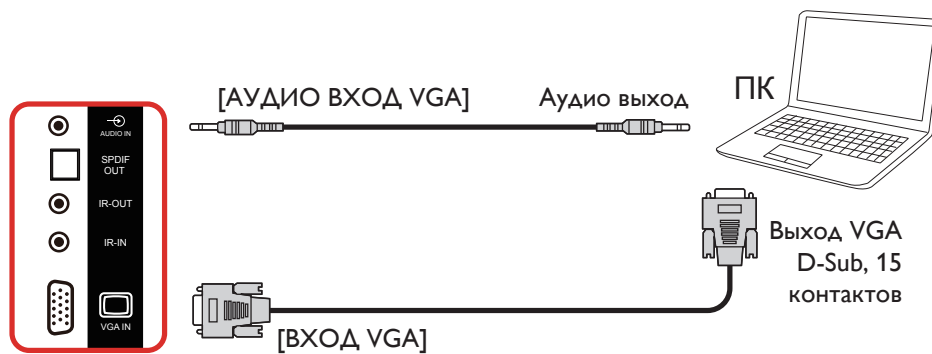 [АУДИО ВХОД VGA]
Аудио выход
ПК
AUDIO IN
SPDIF
OUT
IR-OUT
IR-IN
VGA IN
Выход VGA
D-Sub, 15
контактов
[ВХОД VGA]